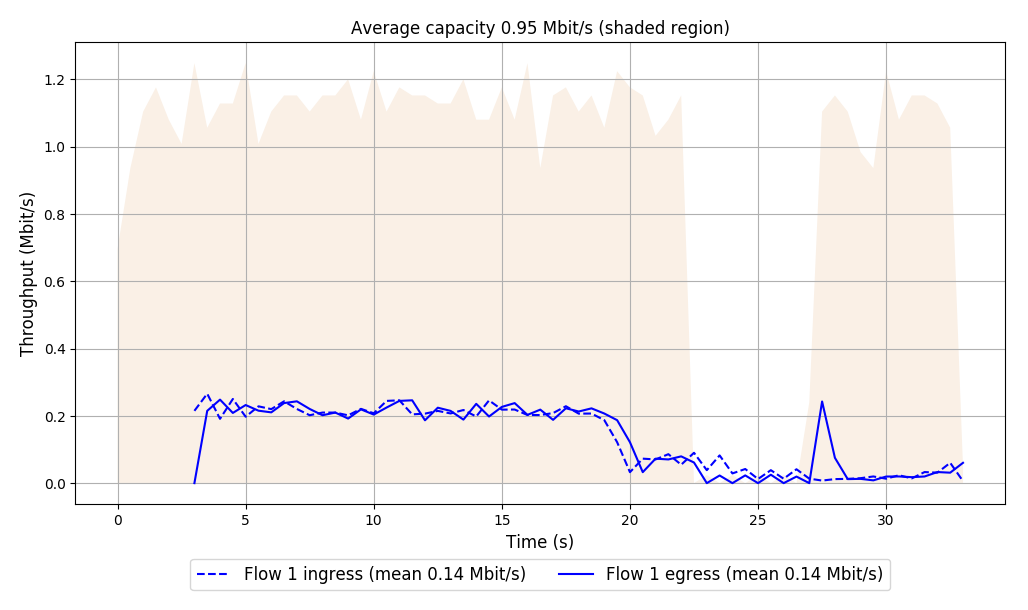 Average capacity 0.95 Mbit/s (shaded region)
Throughput (Mbit/s)
1.2
1.0
0.8
0.6
0.4
0.2
0.0
0 5 10 15 20 25 30
Time (s)
Flow 1 ingress (mean 0.14 Mbit/s) Flow 1 egress (mean 0.14 Mbit/s)